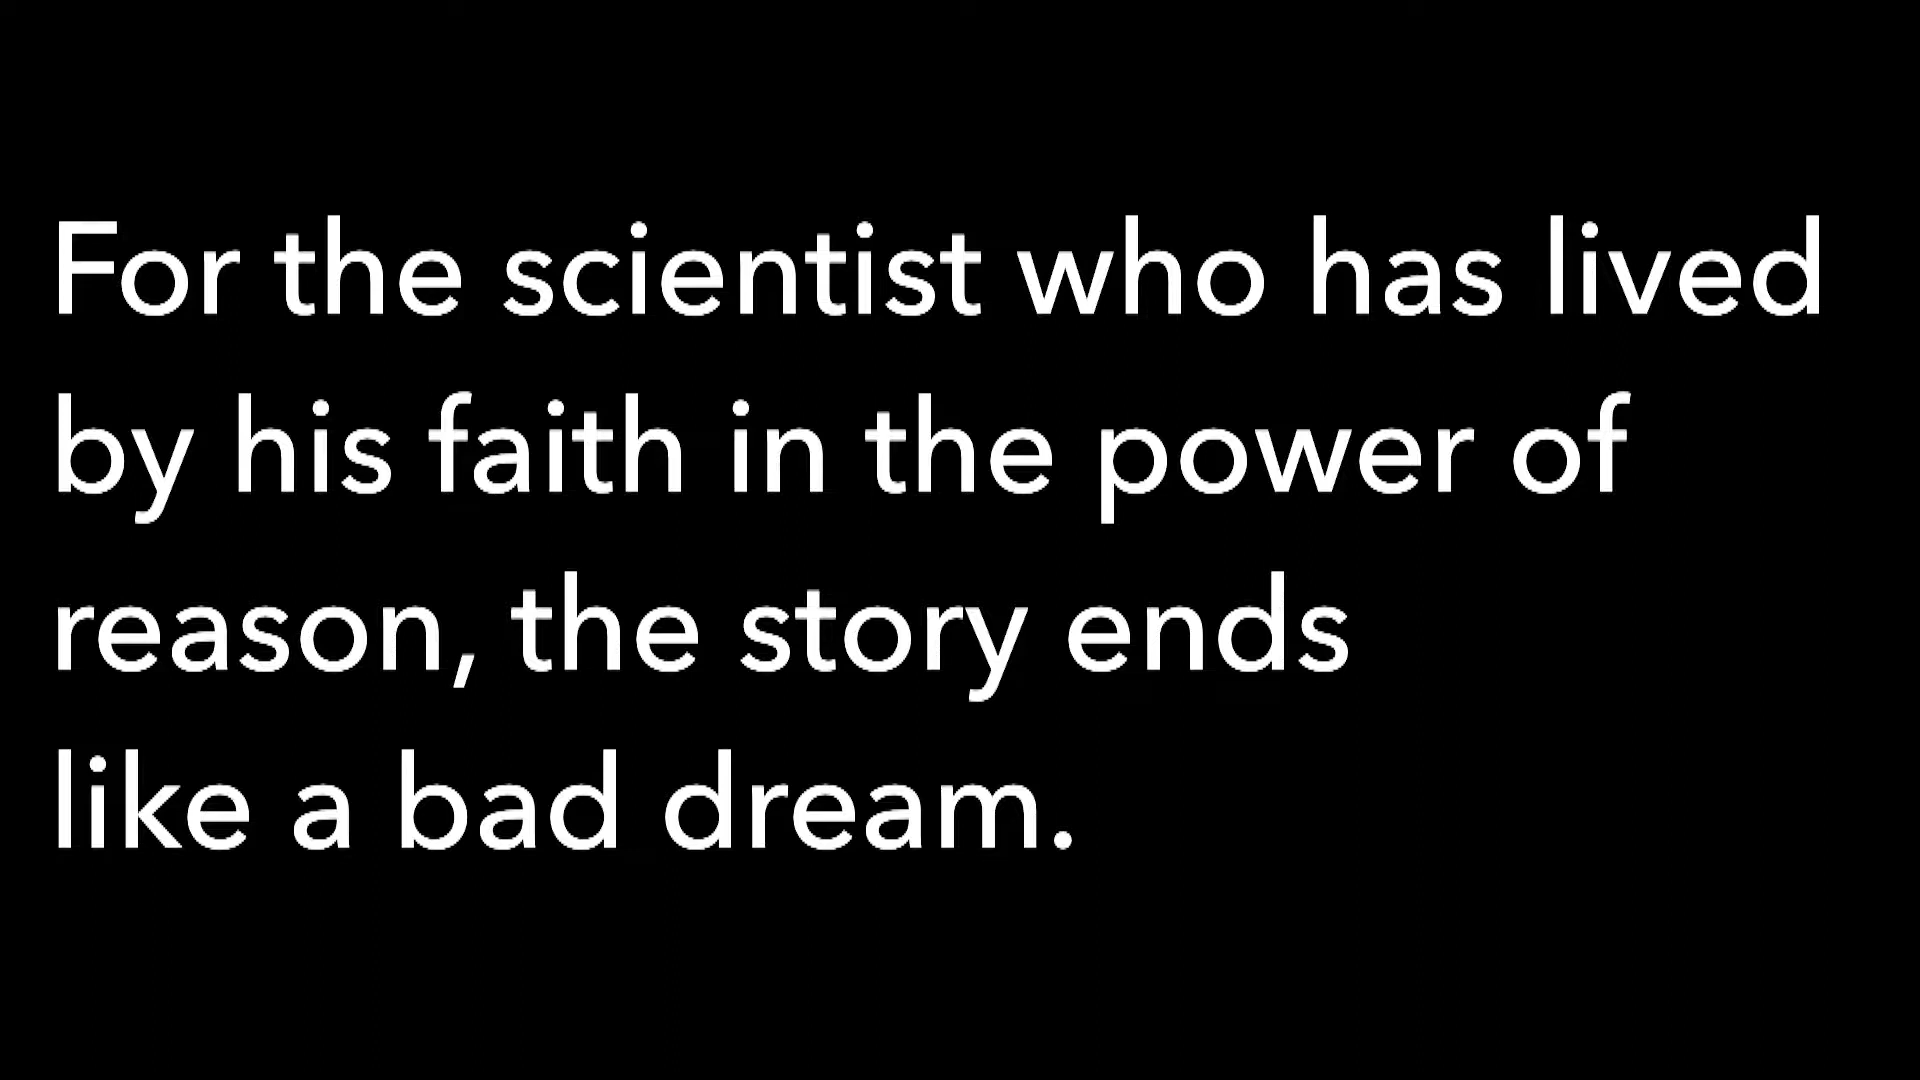 For the scientist who has lived
by his faith in the power of
reason, the story ends
like a bad dream.